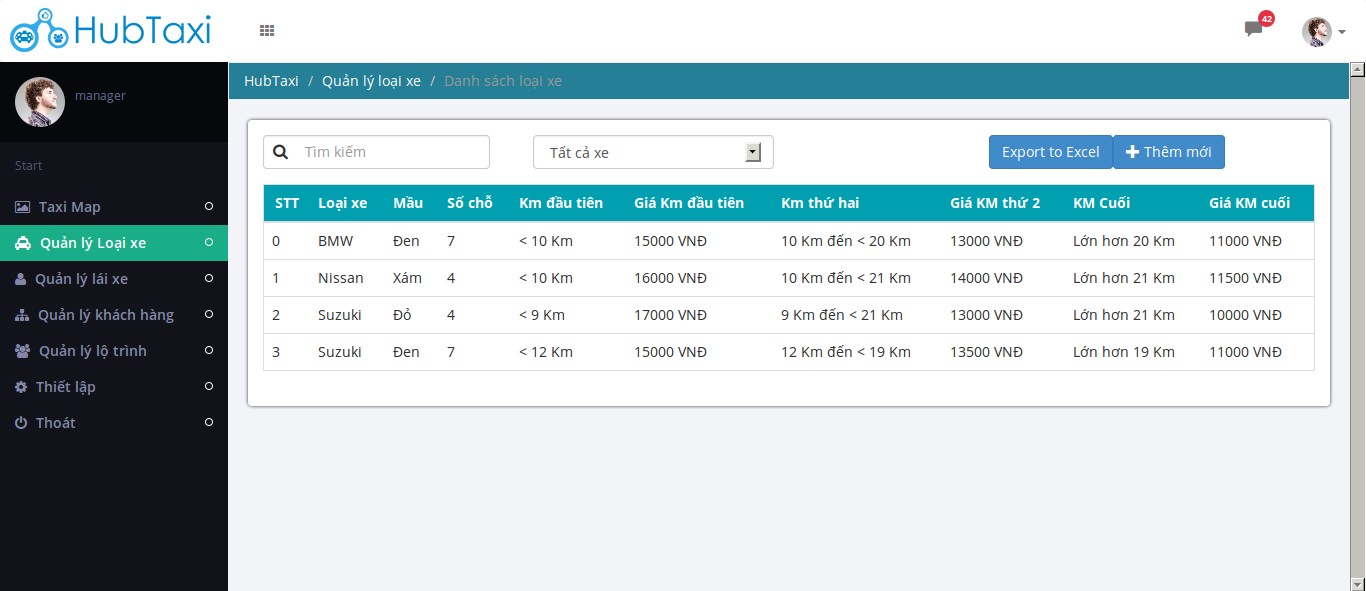 HubTaxi
42
manager
Start
Taxi Map
Quản lý Loại xe
Quản lý lái xe
Quản lý khách hàng
Quản lý lộ trình
Thiết lập
Thoát
HubTaxi / Quản lý loại xe / Danh sách loại xe
Tìm kiếm Tất cả xe Export to Excel Thêm mới
STT Loại xe Mầu Số chỗ Km đầu tiên Giá Km đầu tiên Km thứ hai Giá KM thứ 2 KM Cuối Giá KM cuối
0 BMW Đen 7 < 10 Km 15000 VNĐ 10 Km đến < 20 Km 13000 VNĐ Lớn hơn 20 Km 11000 VNĐ
1 Nissan Xám 4 < 10 Km 16000 VNĐ 10 Km đến < 21 Km 14000 VNĐ Lớn hơn 21 Km 11500 VNĐ
2 Suzuki Đỏ 4 < 9 Km 17000 VNĐ 9 Km đến < 21 Km 13000 VNĐ Lớn hơn 21 Km 10000 VNĐ
3 Suzuki Đen 7 < 12 Km 15000 VNĐ 12 Km đến < 19 Km 13500 VNĐ Lớn hơn 19 Km 11000 VNĐ